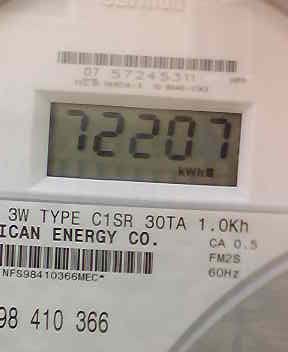 07 57245311
72207
kWh
3W TYPE C1SR 30TA 1.0Kh
ICAN ENERGY CO.
CA 0.5
FM2S
NFS98410366MEC*
60Hz
98 410 366